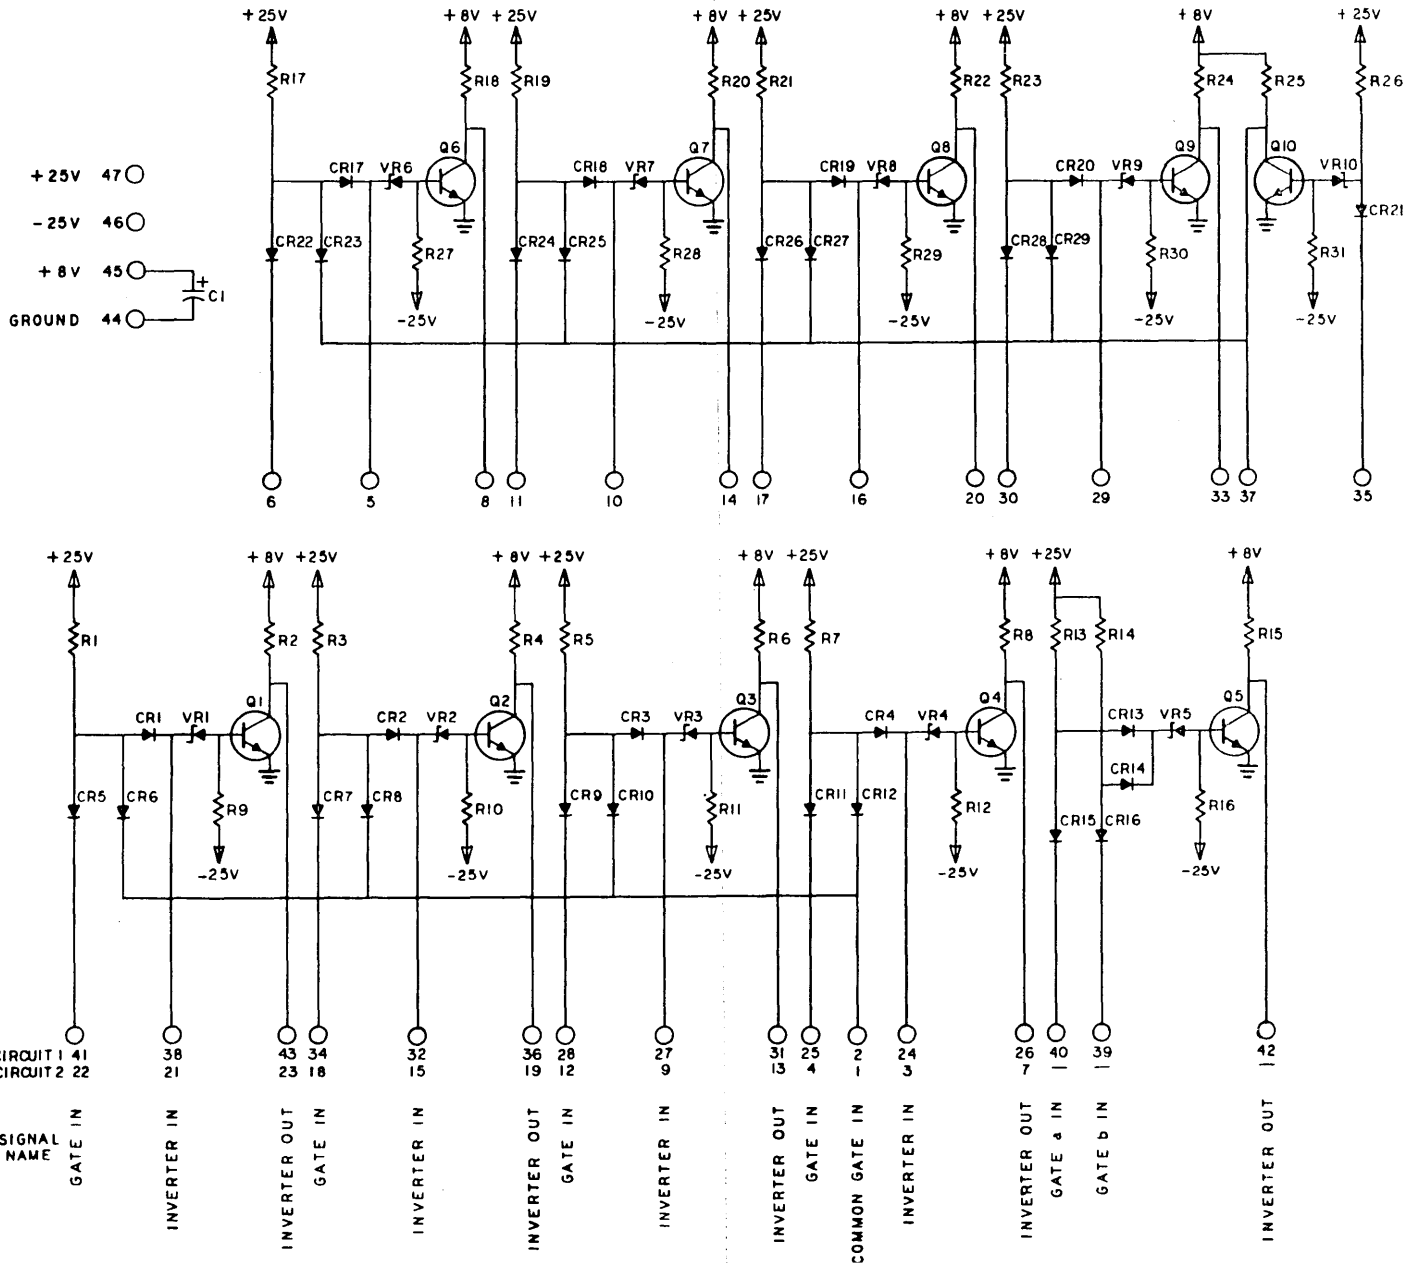 +25V +8V +25V +8V +25V +8V +25V +8V +25V
R17 R18 R19 R20 R21 R22 R23 R24 R25 R26
Q6 Q7 Q8 Q9 Q10
CR17 VR6 CR18 VR7 CR19 VR8 CR20 VR9 VR10
+25V 47
CR21
-25V 46
CR22 CR23 R27 CR24 CR25 R28 CR26 CR27 R29 CR28 CR29 R30 R31
+8V 45
+
C1
GROUND 44
-25V -25V -25V -25V -25V
6 5 8 11 10 14 17 16 20 30 29 33 37 35
+25V +8V +25V +8V +25V +8V +25V +8V +25V +8V
R1 R2 R3 R4 R5 R6 R7 R8 R13 R14 R15
Q1 Q2 Q3 Q4 Q5
CR1 VR1 CR2 VR2 CR3 VR3 CR4 VR4 CR13 VR5
CR14
CR5 CR6 R9 CR7 CR8 R10 CR9 CR10 R11 CR11 CR12 R12 CR15 CR16 R16
-25V -25V -25V -25V -25V
CIRCUIT 1 41 38 43 34 32 36 28 27 31 25 2 24 26 40 39 42
CIRCUIT 2 22 21 23 18 15 19 12 9 13 4 1 3 7 — — —
SIGNAL
NAME
GATE IN
INVERTER IN
INVERTER OUT
GATE IN
INVERTER IN
INVERTER OUT
GATE IN
INVERTER IN
INVERTER OUT
GATE IN
COMMON GATE IN
INVERTER IN
INVERTER OUT
GATE a IN
GATE b IN
INVERTER OUT